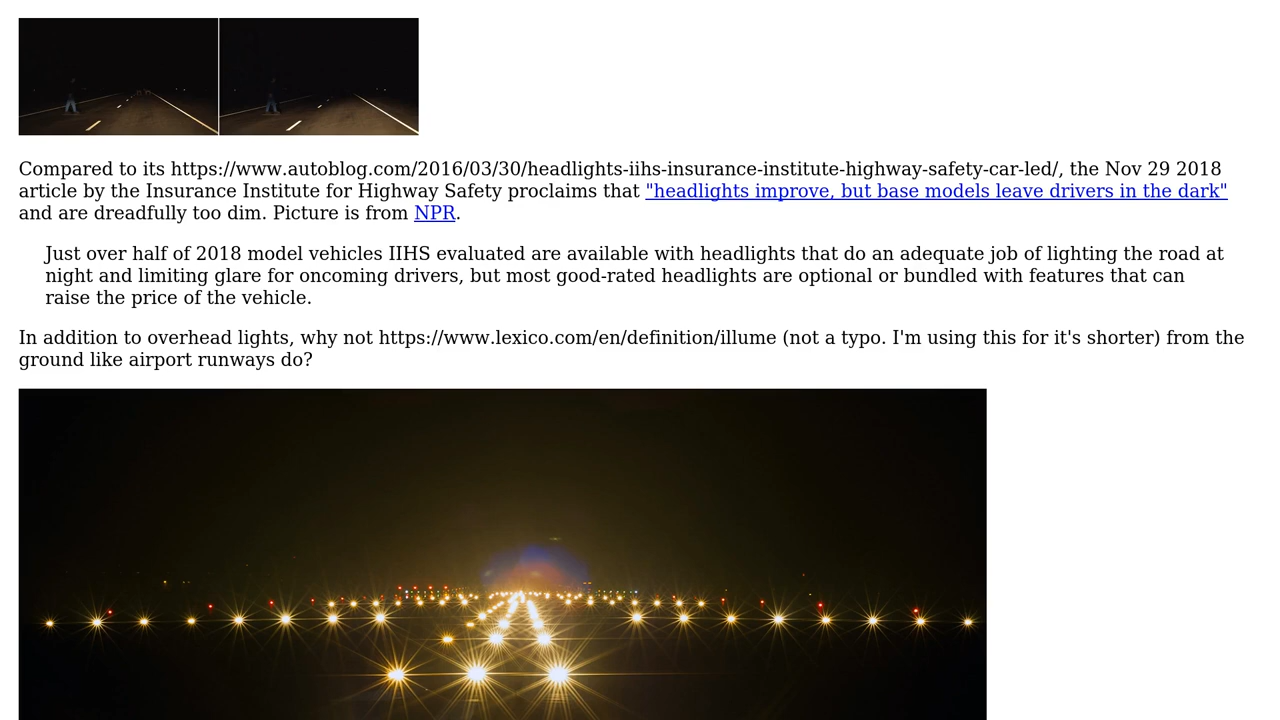 Compared to its https://www.autoblog.com/2016/03/30/headlights-iihs-insurance-institute-highway-safety-car-led/, the Nov 29 2018
article by the Insurance Institute for Highway Safety proclaims that "headlights improve, but base models leave drivers in the dark"
and are dreadfully too dim. Picture is from NPR.
Just over half of 2018 model vehicles IIHS evaluated are available with headlights that do an adequate job of lighting the road at
night and limiting glare for oncoming drivers, but most good-rated headlights are optional or bundled with features that can
raise the price of the vehicle.
In addition to overhead lights, why not https://www.lexico.com/en/definition/illume (not a typo. I'm using this for it's shorter) from the
ground like airport runways do?